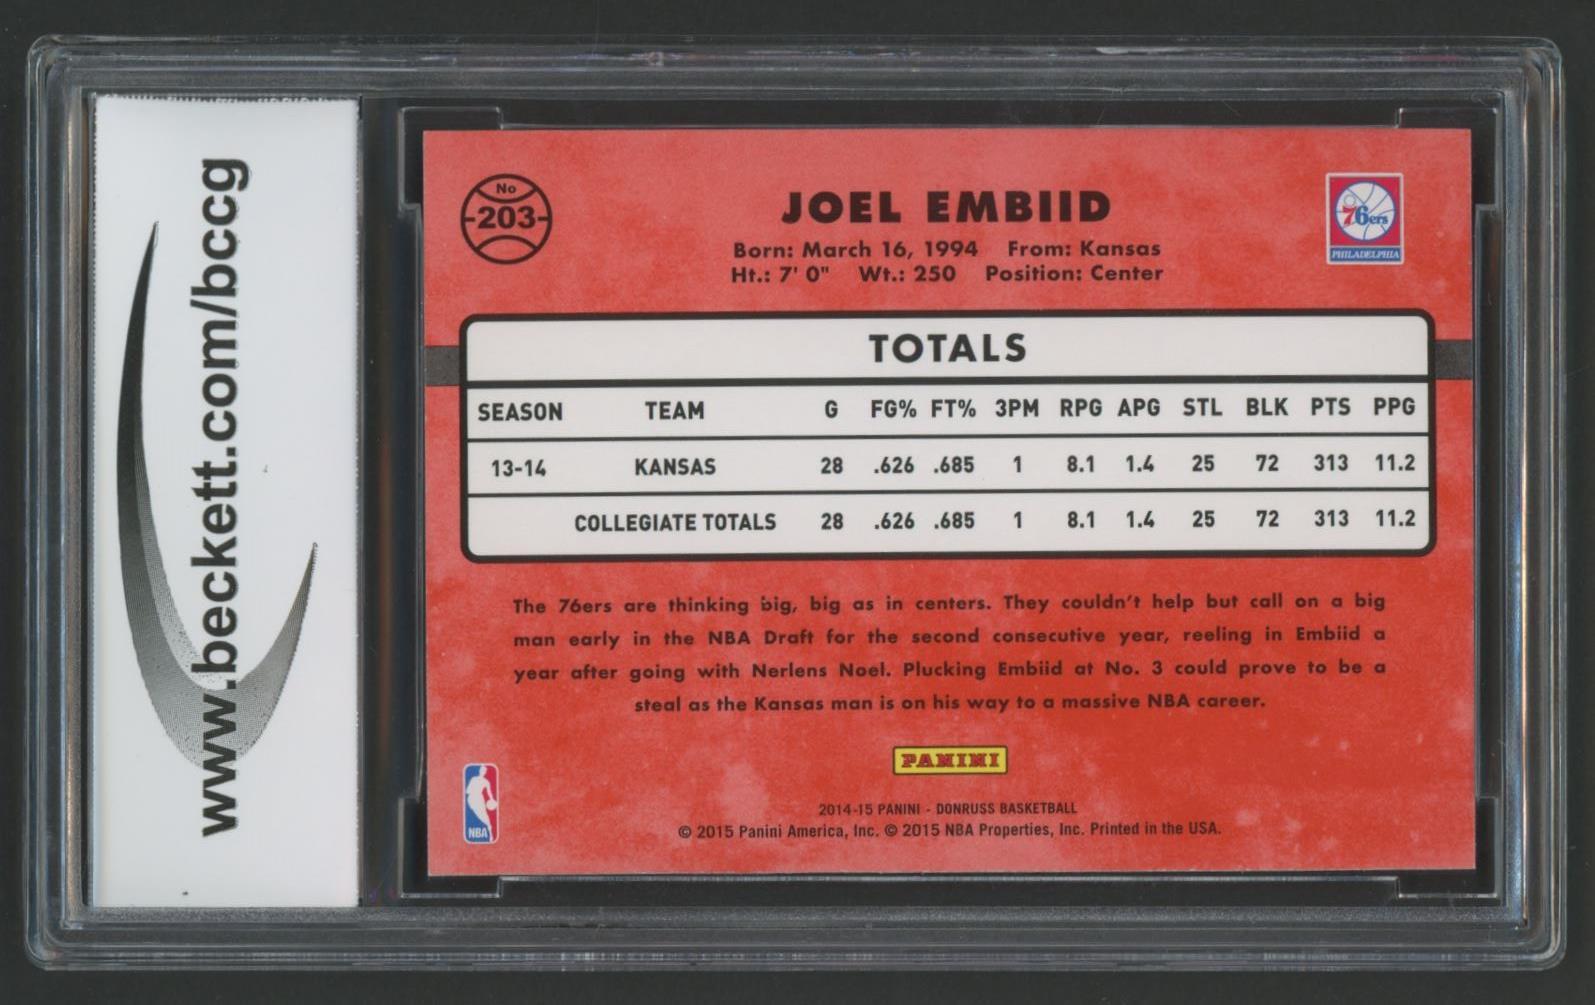 www.beckett.com/bccg
No
203
JOEL EMBIID
Born: March 16, 1994 From: Kansas
Ht.: 7' 0" Wt.: 250 Position: Center
76ers
PHILADELPHIA
TOTALS
SEASON TEAM G FG% FT% 3PM RPG APG STL BLK PTS PPG
13-14 KANSAS 28 .626 .685 1 8.1 1.4 25 72 313 11.2
COLLEGIATE TOTALS 28 .626 .685 1 8.1 1.4 25 72 313 11.2
The 76ers are thinking big, big as in centers. They couldn't help but call on a big
man early in the NBA Draft for the second consecutive year, reeling in Embiid a
year after going with Nerlens Noel. Plucking Embiid at No. 3 could prove to be a
steal as the Kansas man is on his way to a massive NBA career.
PANINI
NBA
2014-15 PANINI - DONRUSS BASKETBALL
© 2015 Panini America, Inc. © 2015 NBA Properties, Inc. Printed in the USA.